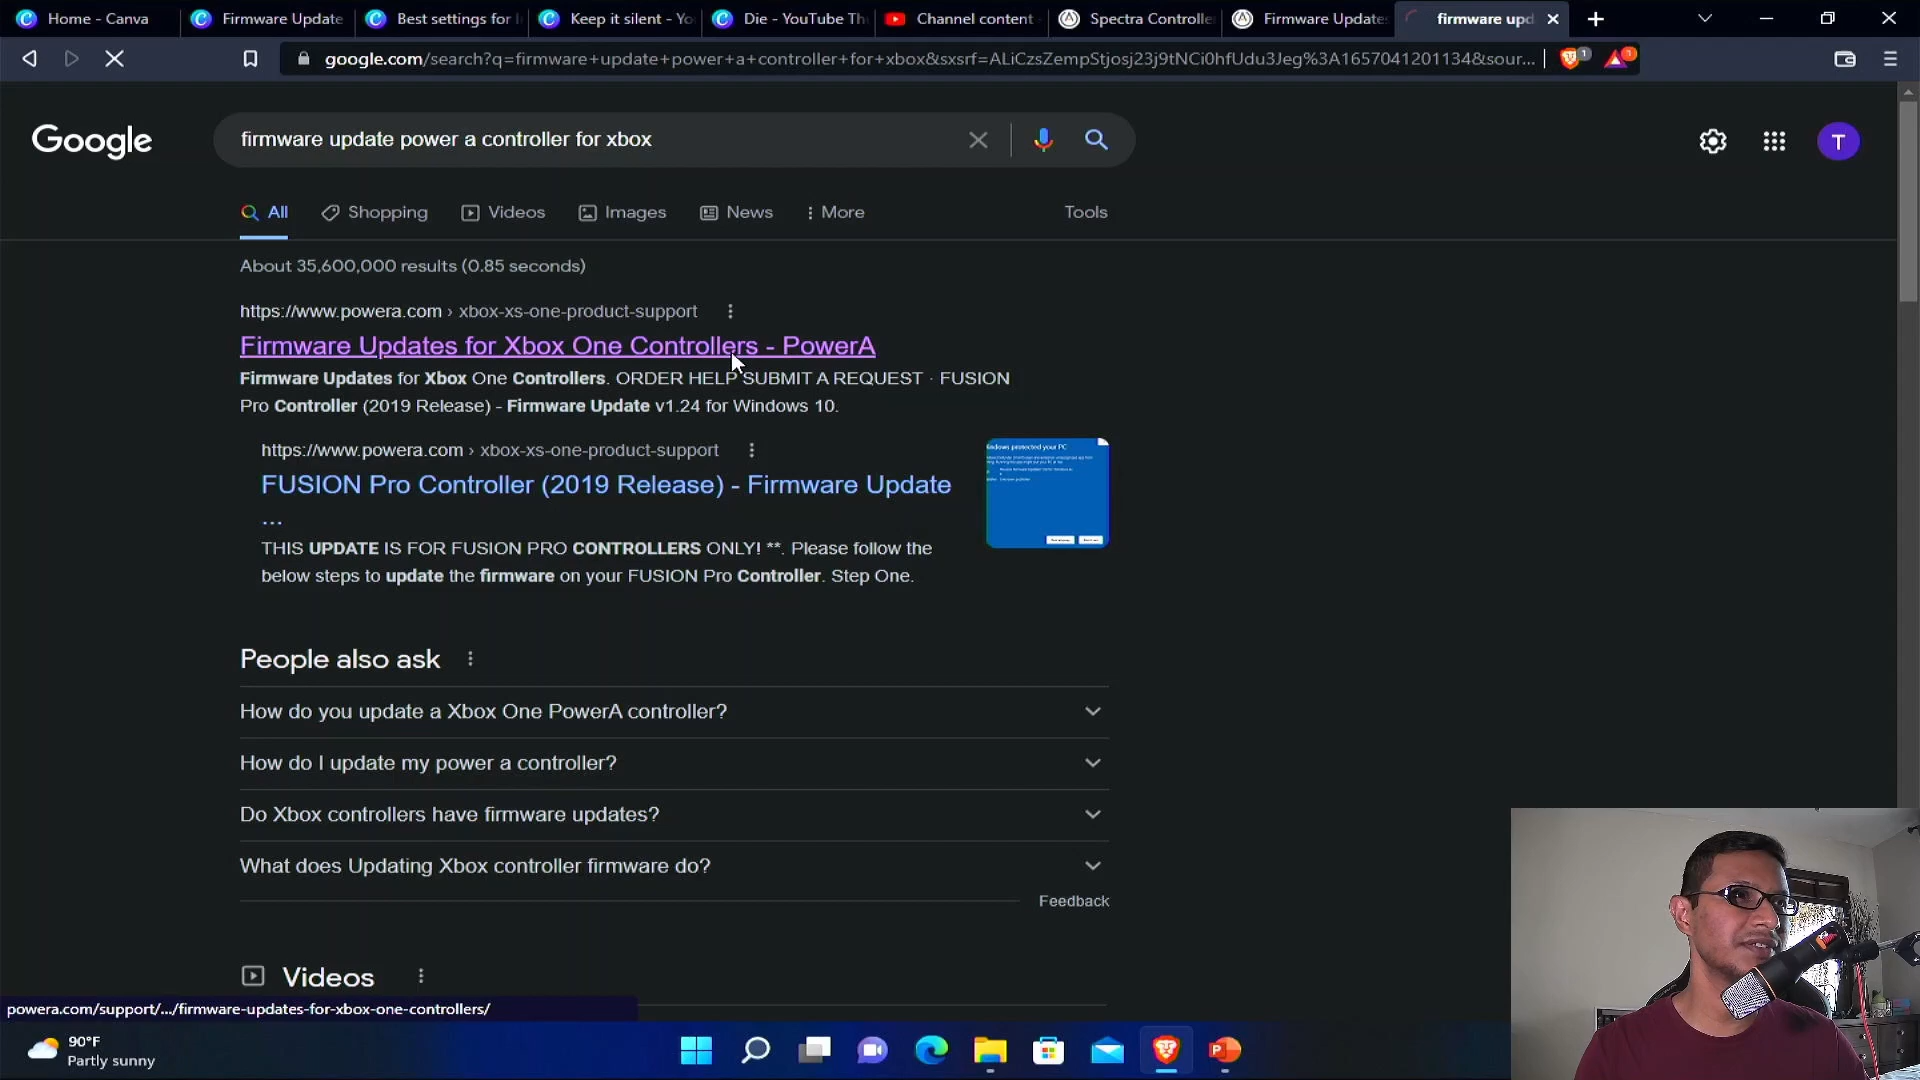 Home - Canva
Firmware Update
Best settings for
Keep it silent - Yo
Die - YouTube Th
Channel content
Spectra Controlle
Firmware Updates
firmware upd
google.com/search?q=firmware+update+power+a+controller+for+xbox&sxsrf=ALiCzsZempStjosj23j9tNCi0hfUdu3Jeg%3A1657041201134&sour...
1
1
Google
firmware update power a controller for xbox
T
All
Shopping
Videos
Images
News
More
Tools
About 35,600,000 results (0.85 seconds)
https://www.powera.com › xbox-xs-one-product-support
Firmware Updates for Xbox One Controllers - PowerA
Firmware Updates for Xbox One Controllers. ORDER HELP SUBMIT A REQUEST · FUSION
Pro Controller (2019 Release) - Firmware Update v1.24 for Windows 10.
https://www.powera.com › xbox-xs-one-product-support
FUSION Pro Controller (2019 Release) - Firmware Update
...
THIS UPDATE IS FOR FUSION PRO CONTROLLERS ONLY! **. Please follow the
below steps to update the firmware on your FUSION Pro Controller. Step One.
Windows protected your PC
People also ask
How do you update a Xbox One PowerA controller?
How do I update my power a controller?
Do Xbox controllers have firmware updates?
What does Updating Xbox controller firmware do?
Feedback
Videos
powera.com/support/.../firmware-updates-for-xbox-one-controllers/
90°F
Partly sunny